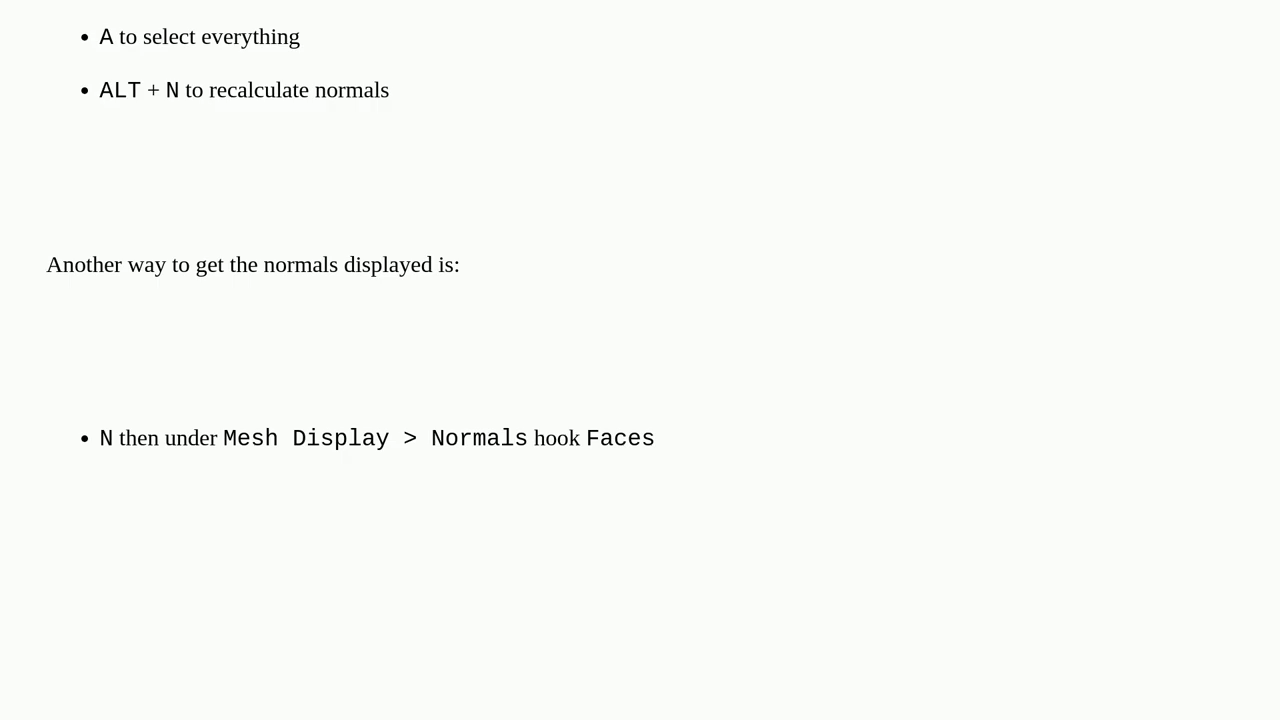 • A to select everything
• ALT + N to recalculate normals
Another way to get the normals displayed is:
• N then under Mesh Display > Normals hook Faces